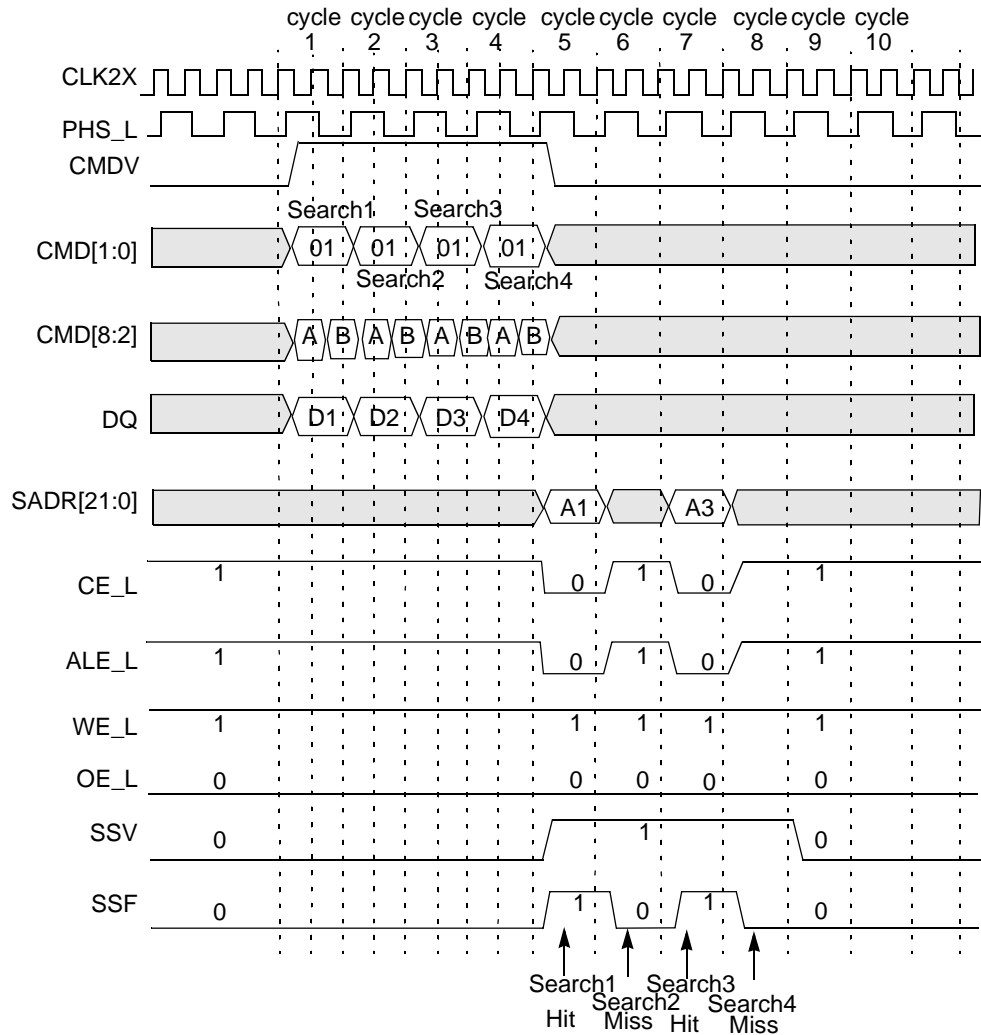 cycle cycle cycle cycle cycle cycle cycle cycle cycle cycle
1 2 3 4 5 6 7 8 9 10
CLK2X
PHS_L
CMDV
Search1 Search3
CMD[1:0] 01 01 01 01
Search2 Search4
CMD[8:2] A B A B A B A B
DQ D1 D2 D3 D4
SADR[21:0] A1 A3
CE_L 1 0 1 0 1
ALE_L 1 0 1 0 1
WE_L 1 1 1 1 1
OE_L 0 0 0 0 0
SSV 0 1 0
SSF 0 1 0 1 0
Search1 Search2 Search3 Search4
Hit Miss Hit Miss